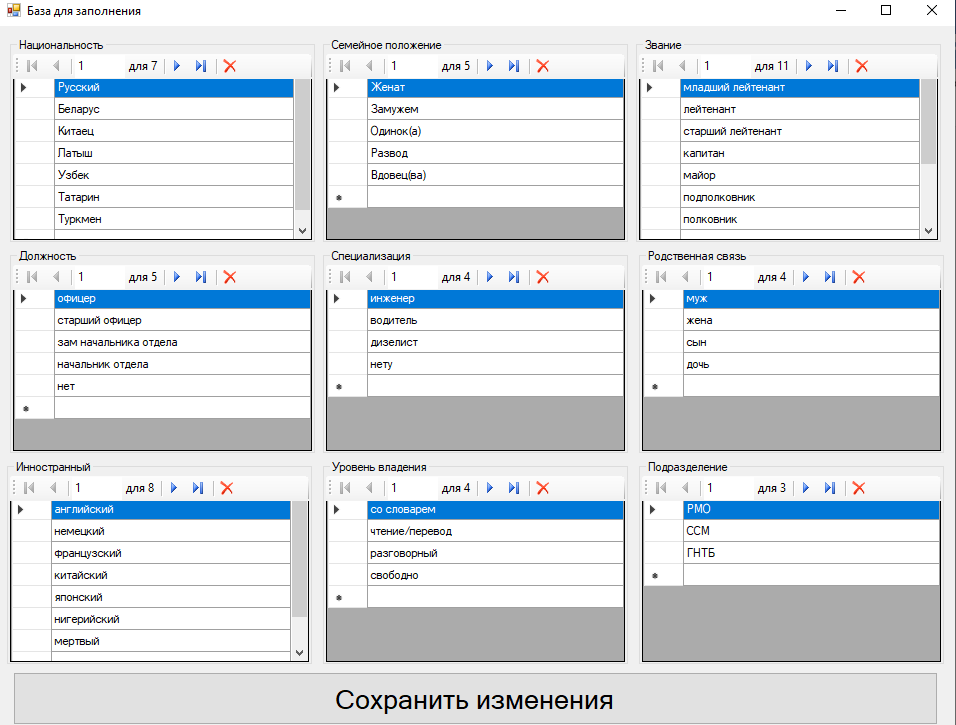 База для заполнения
Национальность
1 для 7
Русский
Беларус
Китаец
Латыш
Узбек
Татарин
Туркмен
Семейное положение
1 для 5
Женат
Замужем
Одинок(а)
Развод
Вдовец(ва)
Звание
1 для 11
младший лейтенант
лейтенант
старший лейтенант
капитан
майор
подполковник
полковник
Должность
1 для 5
офицер
старший офицер
зам начальника отдела
начальник отдела
нет
Специализация
1 для 4
инженер
водитель
дизелист
нету
Родственная связь
1 для 4
муж
жена
сын
дочь
Инностранный
1 для 8
английский
немецкий
французский
китайский
японский
нигерийский
мертвый
Уровень владения
1 для 4
со словарем
чтение/перевод
разговорный
свободно
Подразделение
1 для 3
РМО
ССМ
ГНТБ
Сохранить изменения